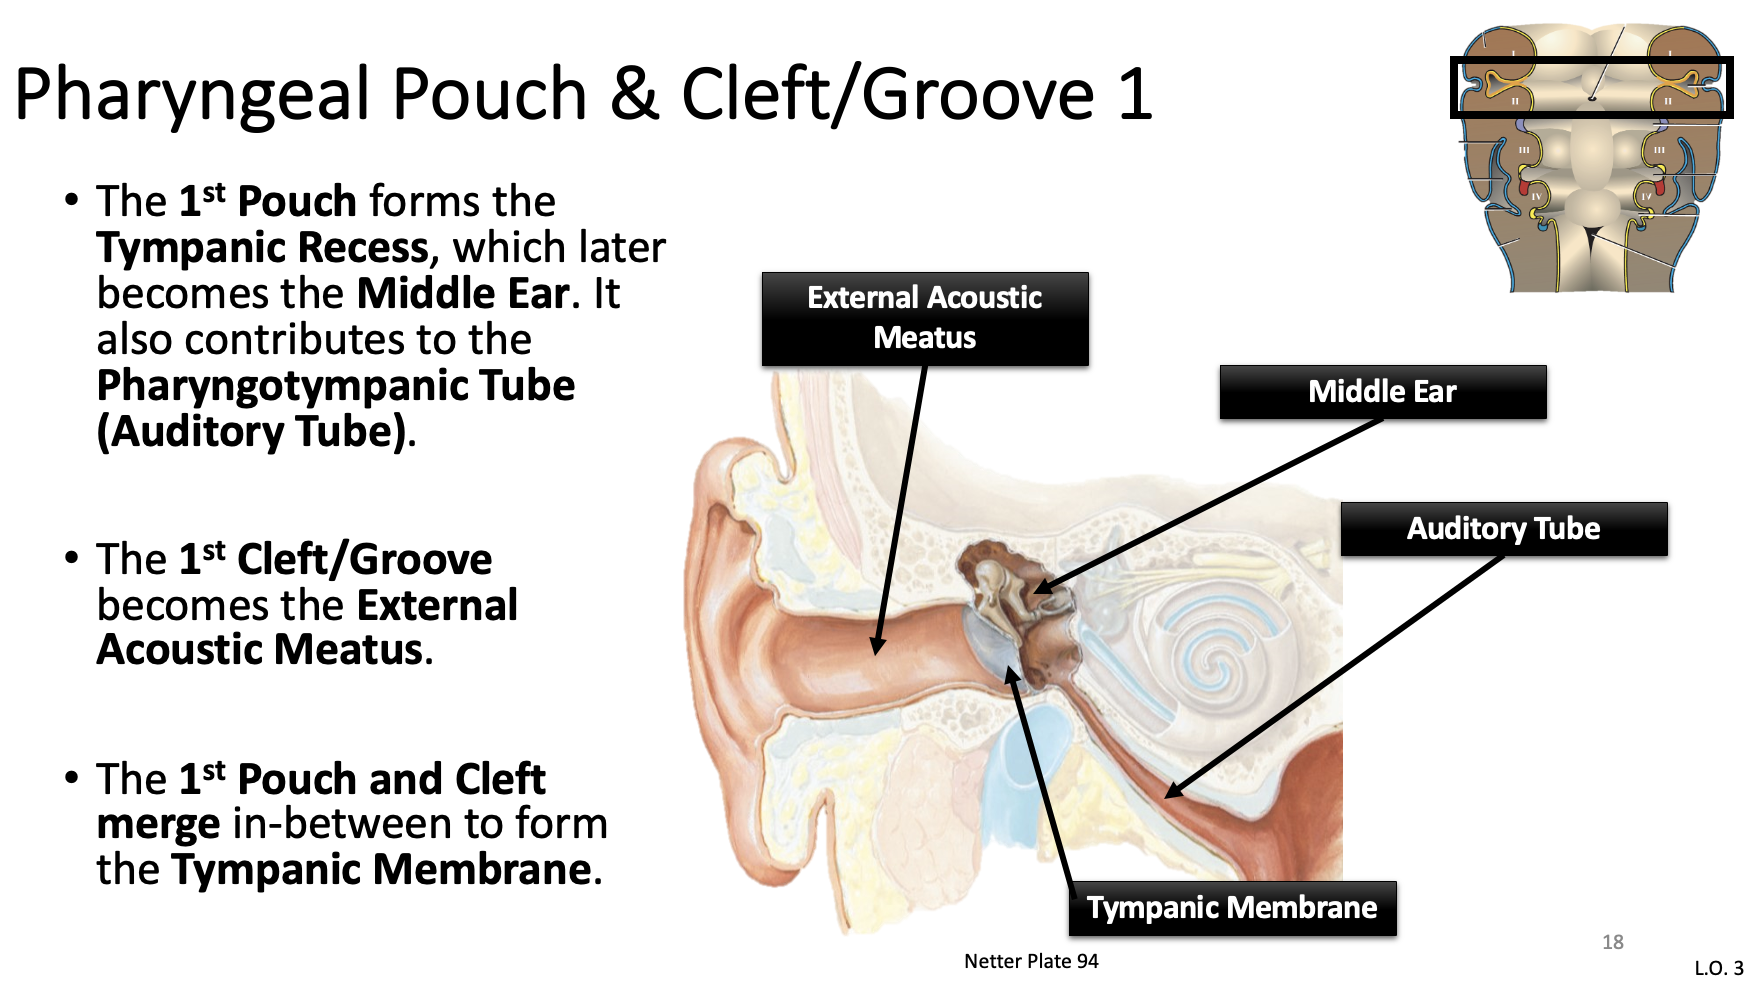 Pharyngeal Pouch & Cleft/Groove 1
• The 1st Pouch forms the
Tympanic Recess, which later
becomes the Middle Ear. It
also contributes to the
Pharyngotympanic Tube
(Auditory Tube).
• The 1st Cleft/Groove
becomes the External
Acoustic Meatus.
• The 1st Pouch and Cleft
merge in-between to form
the Tympanic Membrane.
I
I
II
II
III
III
IV
IV
External Acoustic
Meatus
Middle Ear
Auditory Tube
Tympanic Membrane
Netter Plate 94
18
L.O. 3